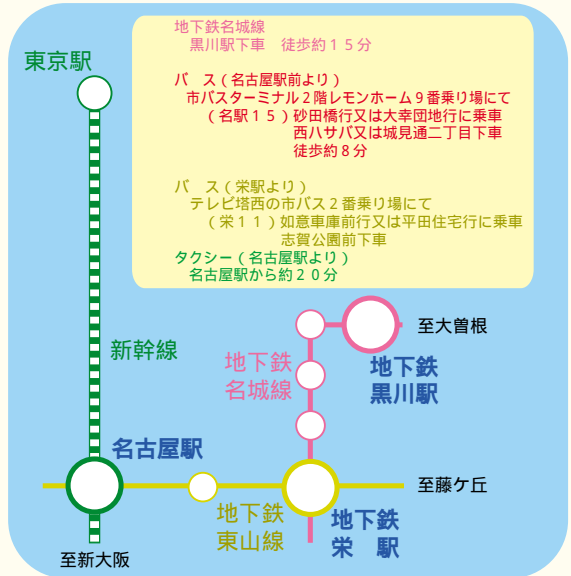 地下鉄名城線
黒川駅下車　徒歩約１５分
バ　ス（名古屋駅前より）
市バスターミナル２階レモンホーム９番乗り場にて
（名駅１５）砂田橋行又は大幸団地行に乗車
西ハサバ又は城見通二丁目下車
徒歩約８分
バ　ス（栄駅より）
テレビ塔西の市バス２番乗り場にて
（栄１１）如意車庫前行又は平田住宅行に乗車
志賀公園前下車
タクシー（名古屋駅より）
名古屋駅から約２０分
東京駅
新幹線
至大曽根
地下鉄
名城線
地下鉄
黒川駅
名古屋駅
至藤ケ丘
地下鉄
東山線
地下鉄
栄　駅
至新大阪